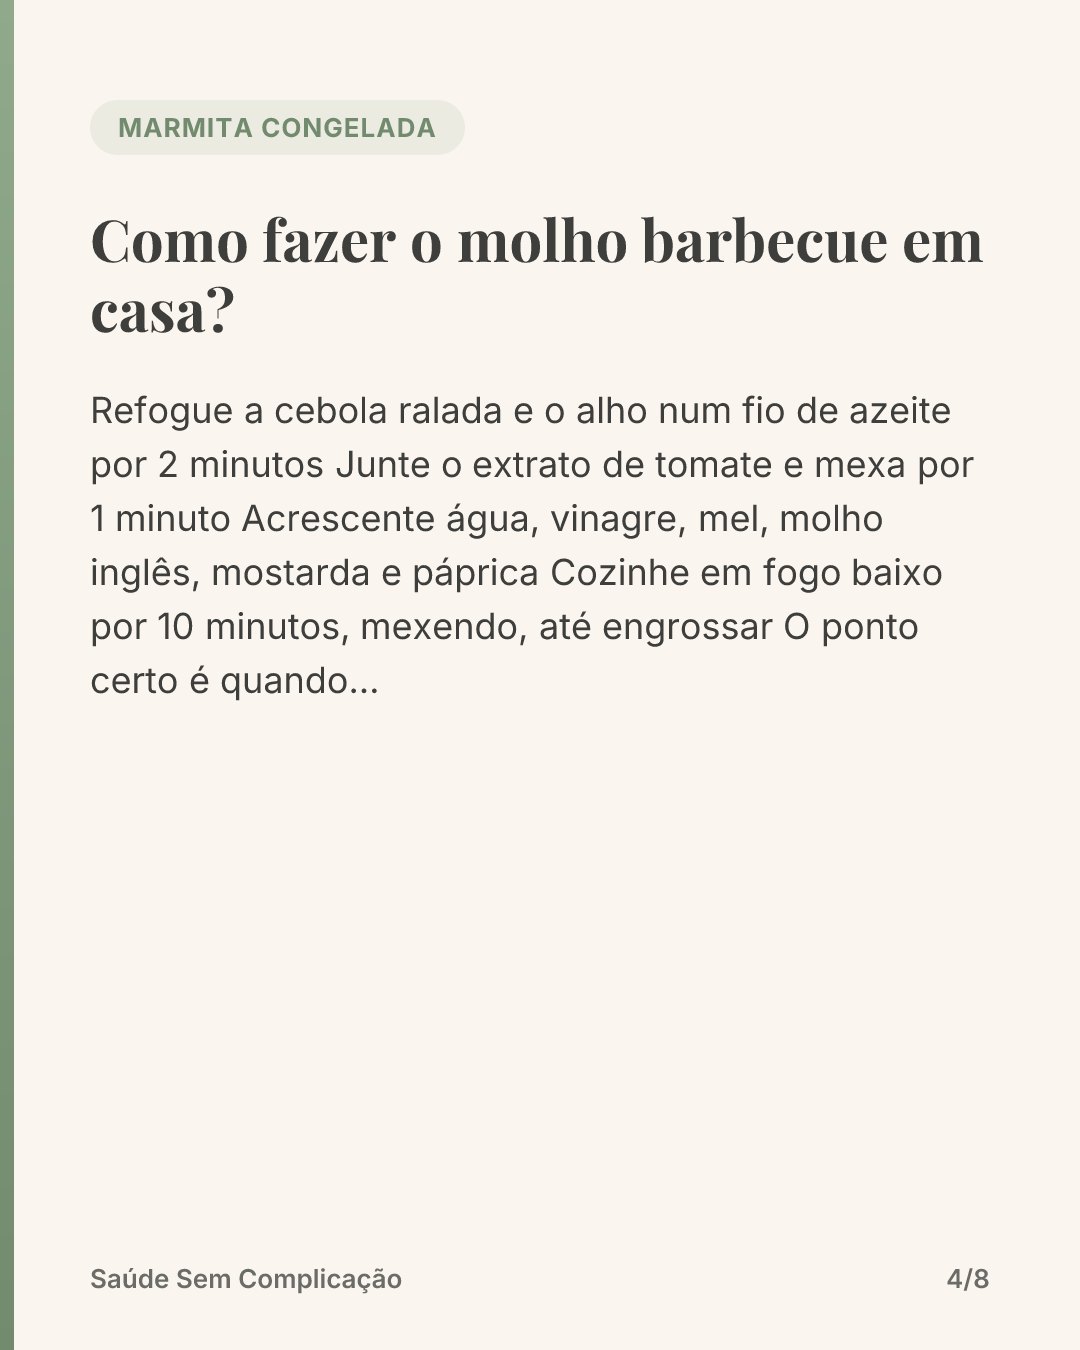 MARMITA CONGELADA
Como fazer o molho barbecue em
casa?
Refogue a cebola ralada e o alho num fio de azeite
por 2 minutos Junte o extrato de tomate e mexa por
1 minuto Acrescente água, vinagre, mel, molho
inglês, mostarda e páprica Cozinhe em fogo baixo
por 10 minutos, mexendo, até engrossar O ponto
certo é quando...
Saúde Sem Complicação
4/8